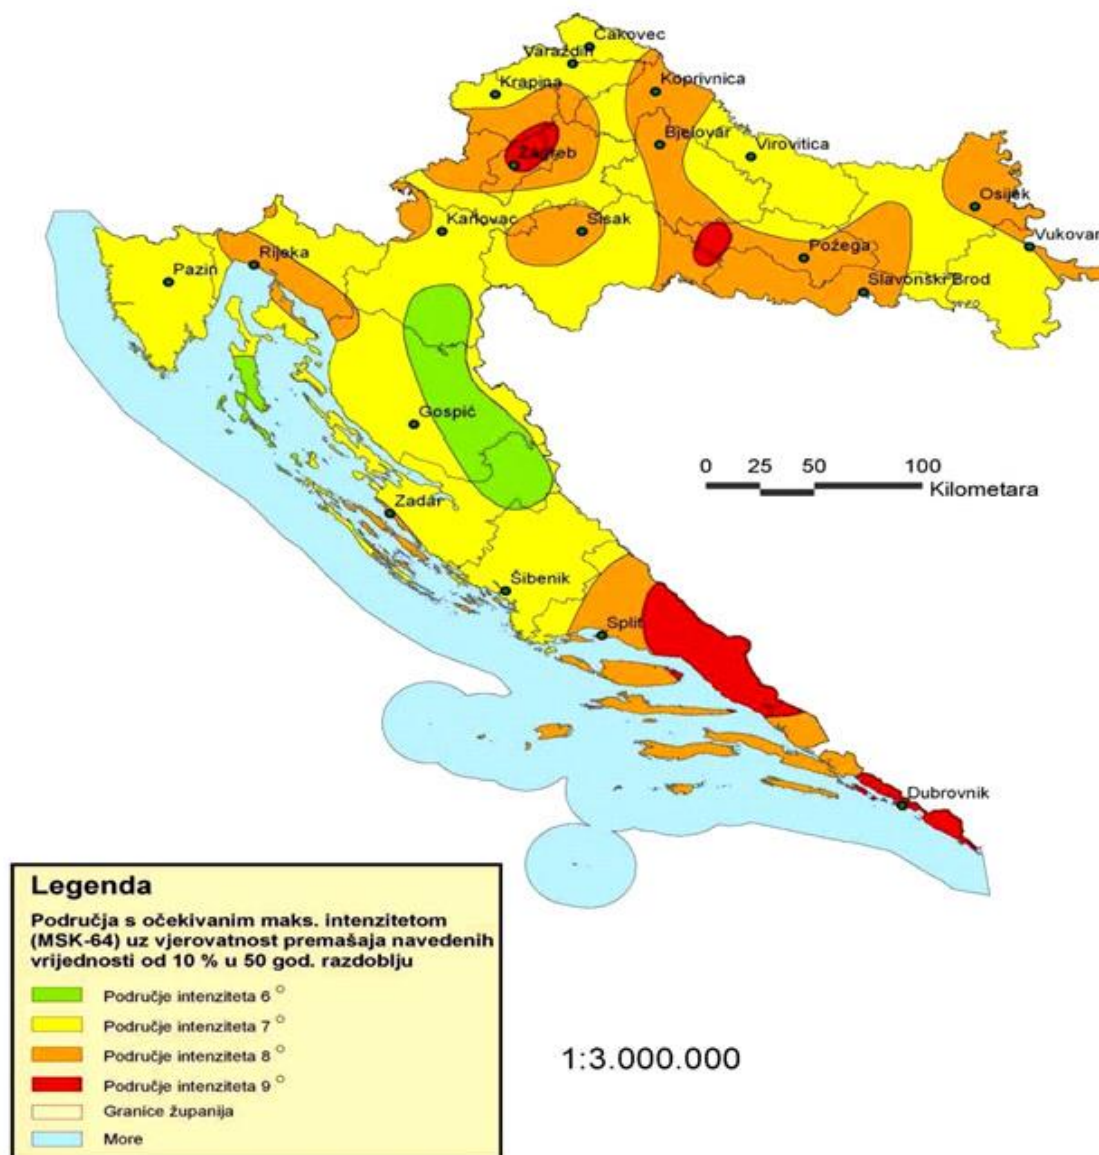 Čakovec
Varaždin
Krapina
Koprivnica
Bjelovar
Zagreb
Virovitica
Osijek
Karlovac
Sisak
Vukovar
Rijeka
Požega
Pazin
Slavonski Brod
Gospić
0 25 50 100
Kilometara
Zadar
Šibenik
Split
Dubrovnik
Legenda
Područja s očekivanim maks. intenzitetom
(MSK-64) uz vjerovatnost premašaja navedenih
vrijednosti od 10 % u 50 god. razdoblju
Područje intenziteta 6 °
Područje intenziteta 7 °
Područje intenziteta 8 °
Područje intenziteta 9 °
Granice županija
More
1:3.000.000